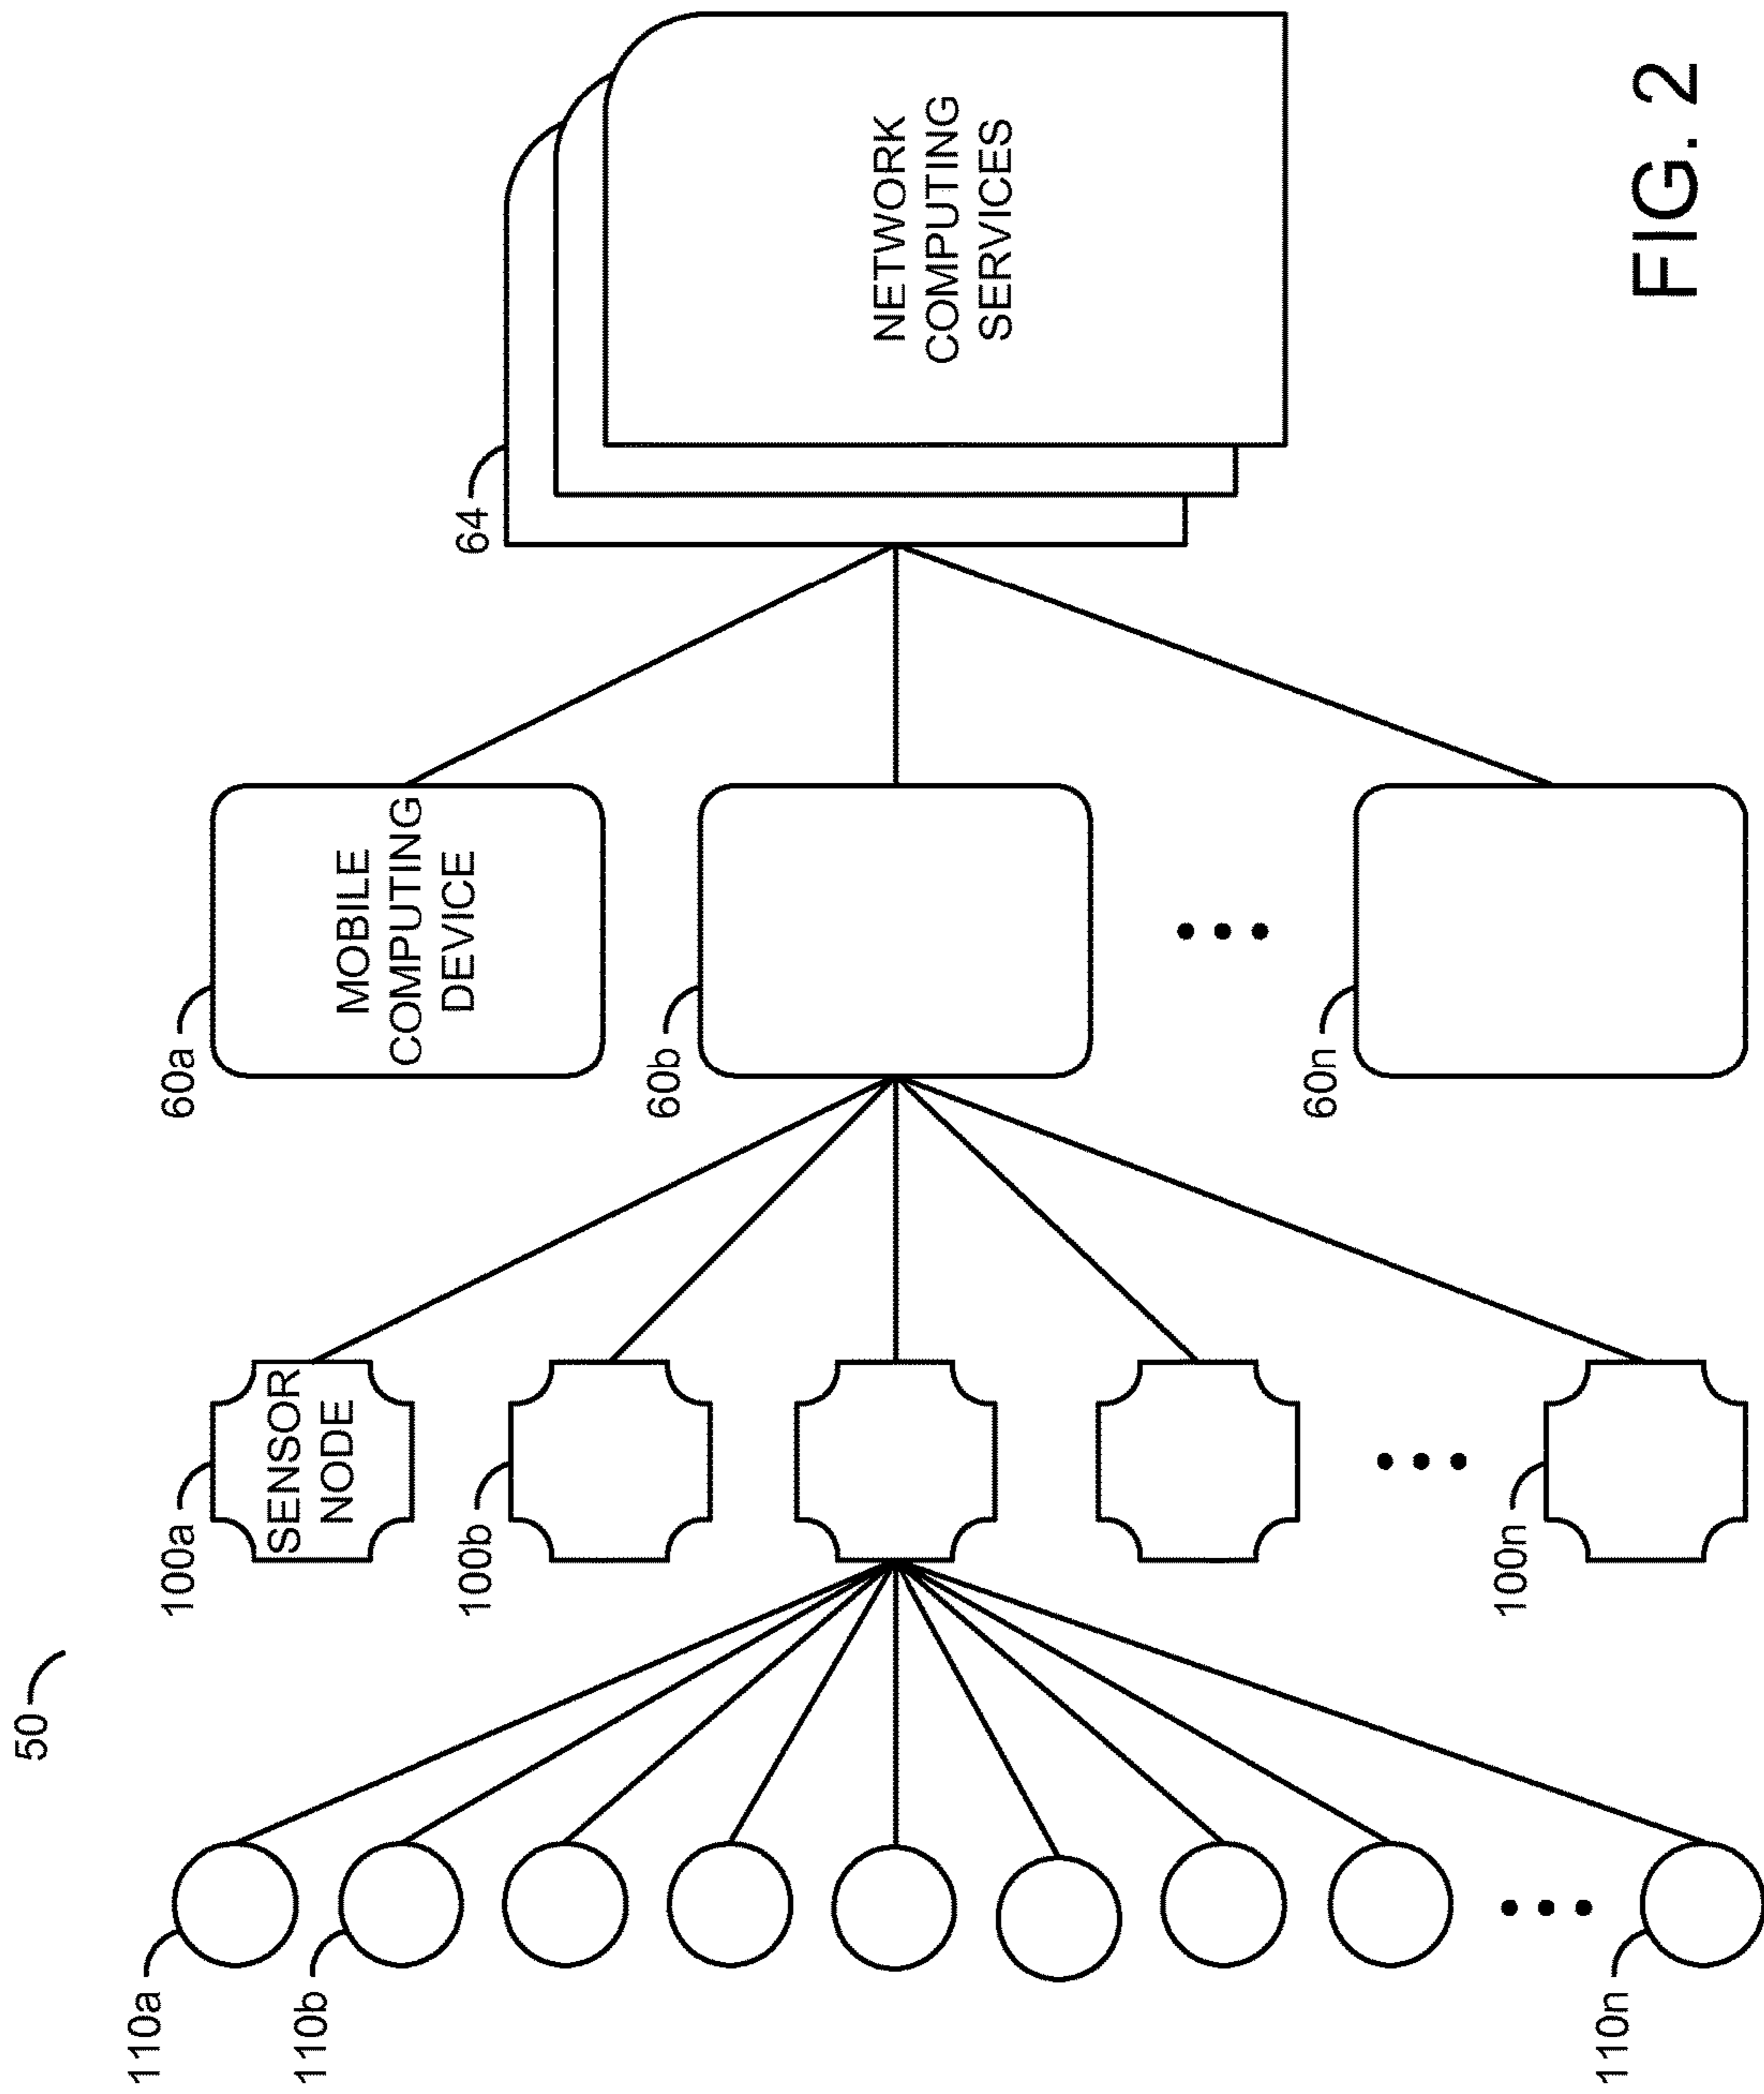 50
110a
110b
110n
100a
SENSOR
NODE
100b
100n
60a
MOBILE
COMPUTING
DEVICE
60b
60n
64
NETWORK
COMPUTING
SERVICES
FIG. 2